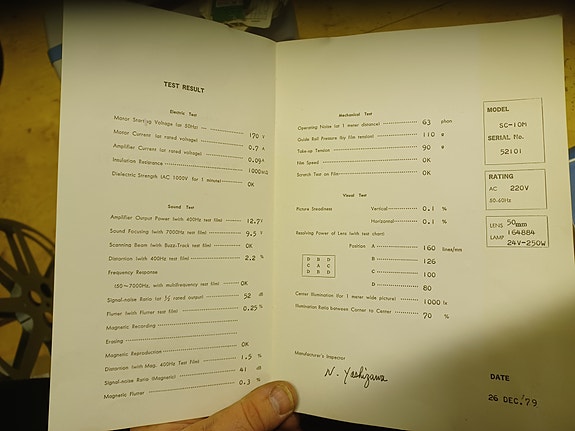 TEST RESULT
Electric Test
Motor Starting Voltage (at 50Hz) 170 V
Motor Current (at rated voltage) 0.7 A
Amplifier Current (at rated voltage) 0.09A
Insulation Resistance 1000MΩ
Dielectric Strength (AC 1000V for 1 minute) OK
Sound Test
Amplifier Output Power (with 400Hz test film) 12.7V
Sound Focusing (with 7000Hz test film) 9.5 V
Scanning Beam (with Buzz-Track test film) OK
Distortion (with 400Hz test film) 2.2 %
Frequency Response
(50~7000Hz, with multifrequency test film) OK
Signal-noise Ratio (at 1/2 rated output) 52 dB
Flutter (with Flutter test film) 0.25%
Magnetic Recording
Erasing
Magnetic Reproduction OK
Distortion (with Mag. 400Hz Test Film) 1.5 %
Signal-noise Ratio (Magnetic) 41 dB
Magnetic Flutter 0.3 %
Mechanical Test
Operating Noise (at 1 meter distance) 63 phon
Guide Rail Pressure (by film tension) 110 g
Take-up Tension 90 g
Film Speed OK
Scratch Test on Film OK
Visual Test
Picture Steadiness Vertical 0.1 %
Horizontal 0.1 %
Resolving Power of Lens (with test chart)
Position A 160 lines/mm
B 126
C 100
D 80
D B D
C A C
D B D
Center Illumination (for 1 meter wide picture) 1000 lx
Illumination Ratio between Corner to Center 70 %
Manufacturer's Inspector
N. Yoshizawa
MODEL
SC-10M
SERIAL No.
52101
RATING
AC 220V
50-60Hz
LENS 50mm
LAMP 164884
24V-250W
DATE
26 DEC.'79